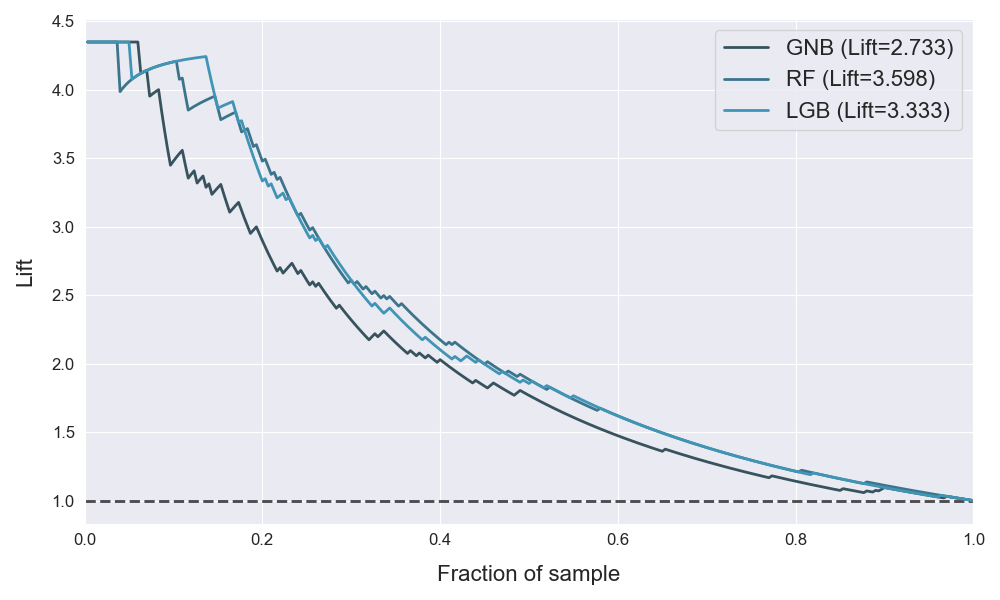 4.5
4.0
3.5
3.0
2.5
2.0
1.5
1.0
Lift
GNB (Lift=2.733)
RF (Lift=3.598)
LGB (Lift=3.333)
0.0 0.2 0.4 0.6 0.8 1.0
Fraction of sample